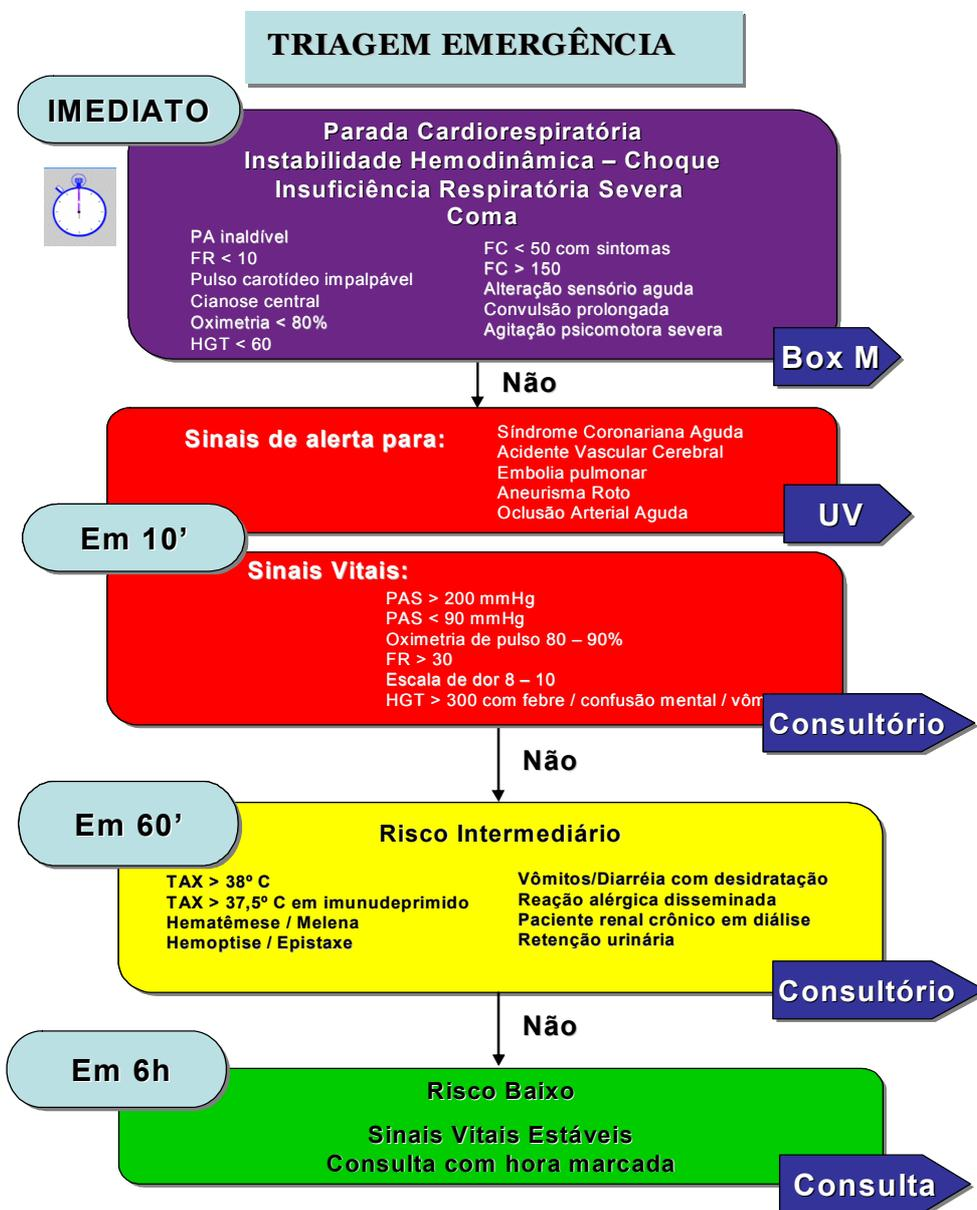 TRIAGEM EMERGÊNCIA
IMEDIATO
Parada Cardiorespiratória
Instabilidade Hemodinâmica – Choque
Insuficiência Respiratória Severa
Coma
PA inaldível
FR < 10
Pulso carotídeo impalpável
Cianose central
Oximetria < 80%
HGT < 60
FC < 50 com sintomas
FC > 150
Alteração sensório aguda
Convulsão prolongada
Agitação psicomotora severa
Box M
Não
Sinais de alerta para:
Síndrome Coronariana Aguda
Acidente Vascular Cerebral
Embolia pulmonar
Aneurisma Roto
Oclusão Arterial Aguda
UV
Em 10’
Sinais Vitais:
PAS > 200 mmHg
PAS < 90 mmHg
Oximetria de pulso 80 – 90%
FR > 30
Escala de dor 8 – 10
HGT > 300 com febre / confusão mental / vôm
Consultório
Não
Em 60’
Risco Intermediário
TAX > 38º C
TAX > 37,5º C em imunudeprimido
Hematêmese / Melena
Hemoptise / Epistaxe
Vômitos/Diarréia com desidratação
Reação alérgica disseminada
Paciente renal crônico em diálise
Retenção urinária
Consultório
Não
Em 6h
Risco Baixo
Sinais Vitais Estáveis
Consulta com hora marcada
Consulta